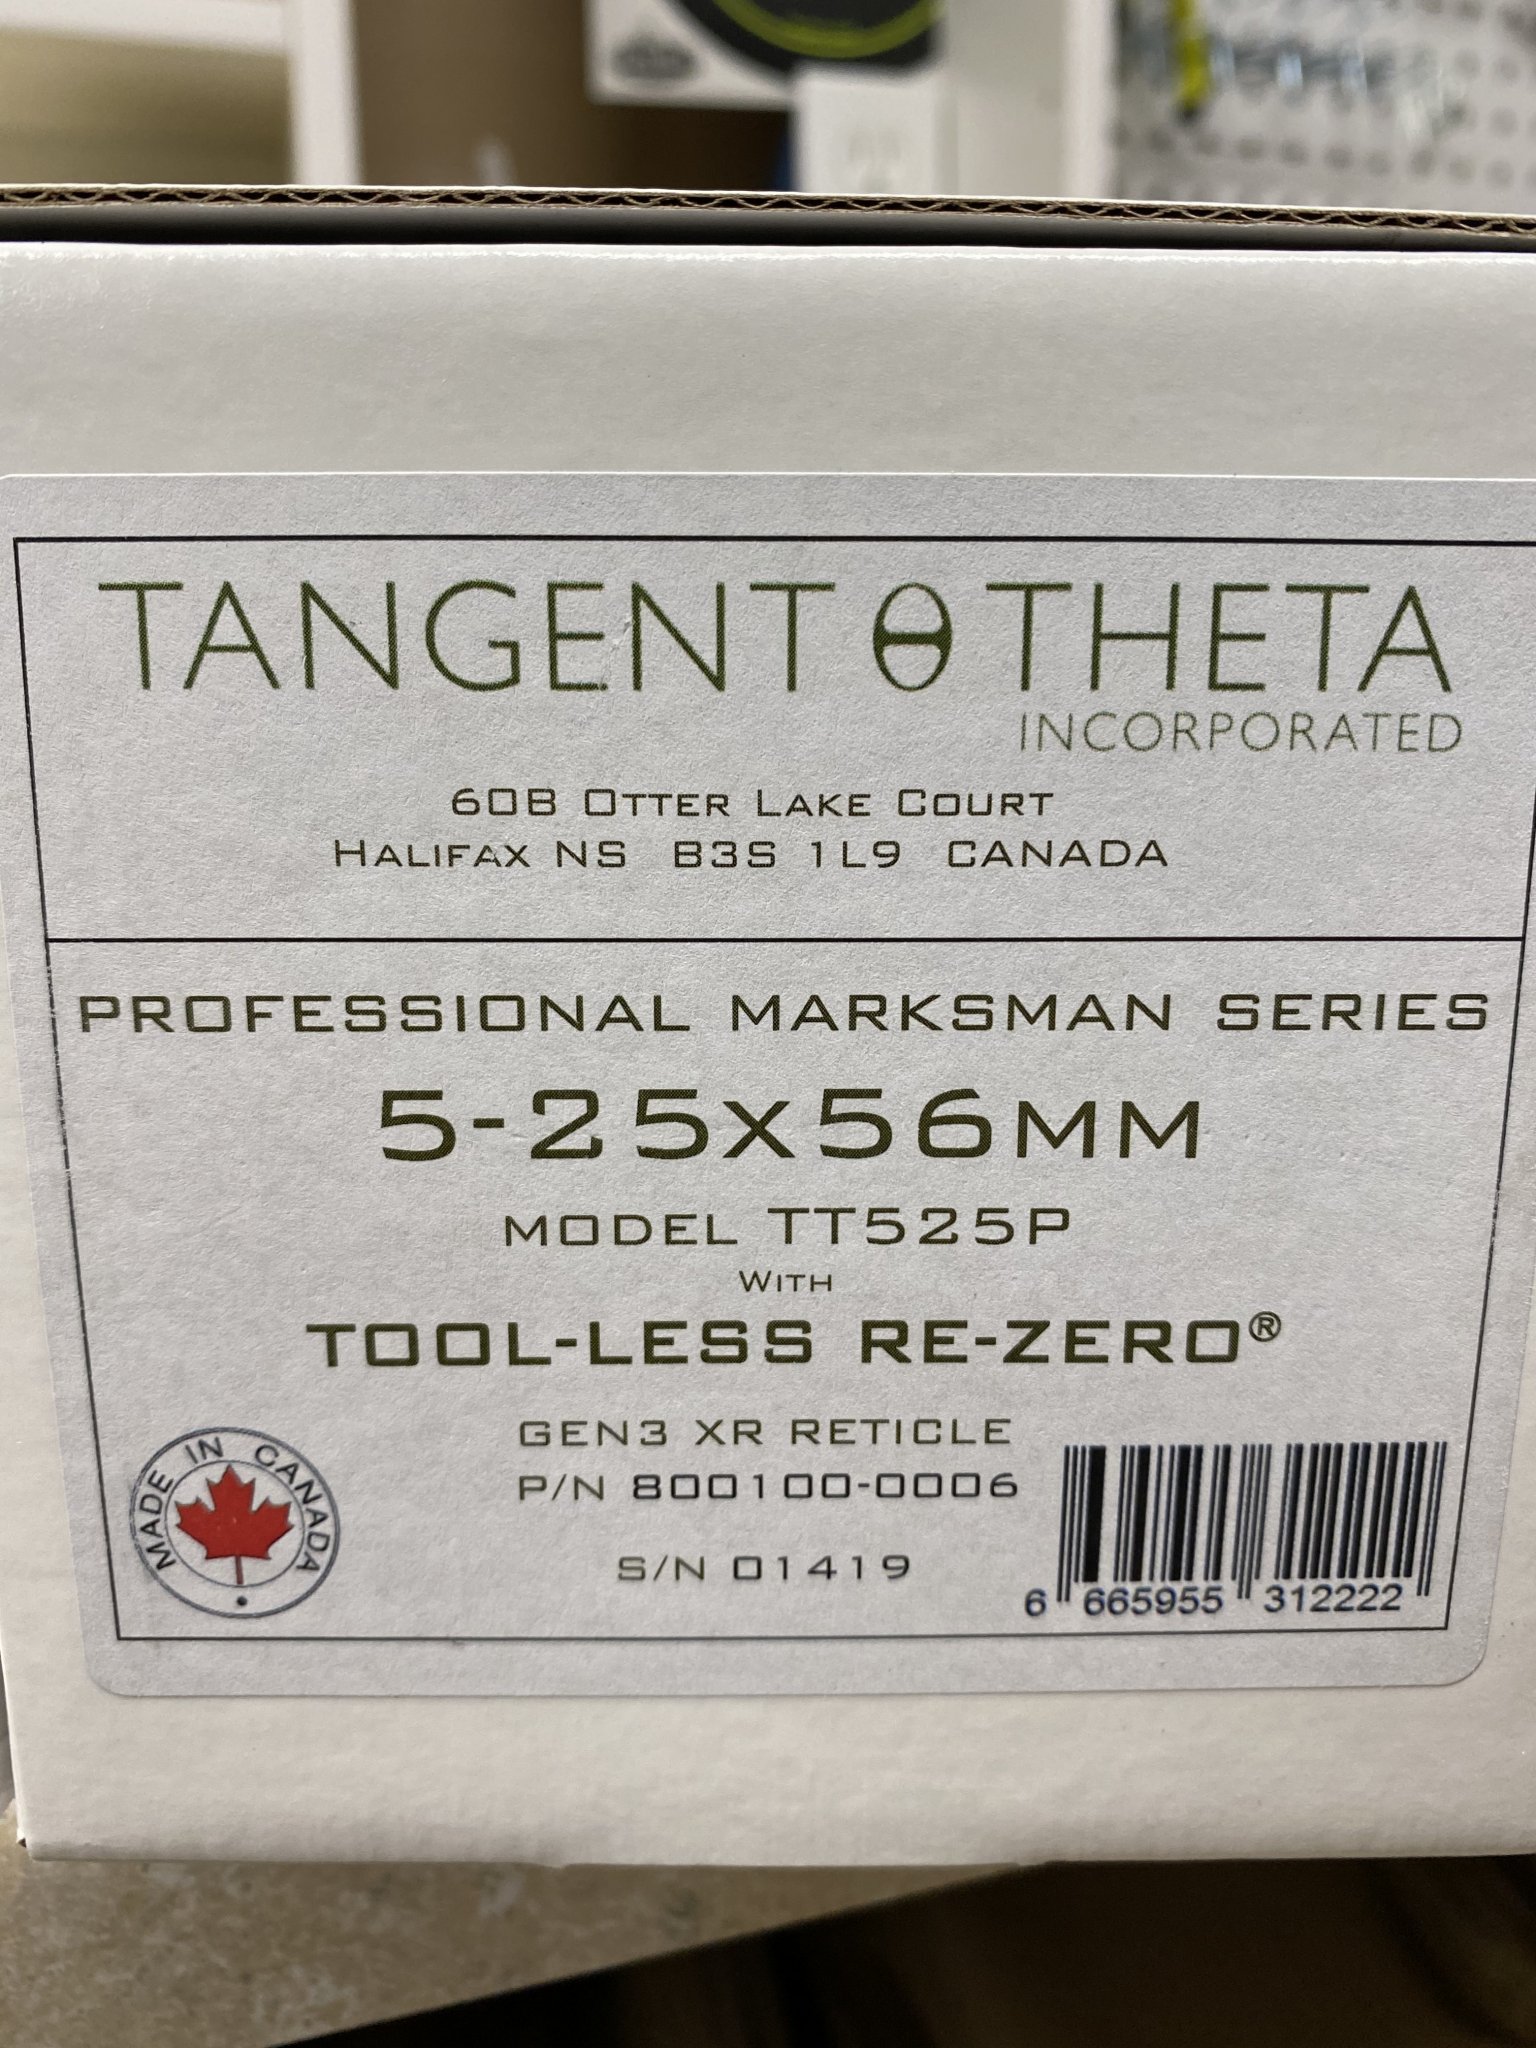 TANGENT θ THETA
INCORPORATED
60B OTTER LAKE COURT
HALIFAX NS B3S 1L9 CANADA
PROFESSIONAL MARKSMAN SERIES
5-25x56MM
MODEL TT525P
WITH
TOOL-LESS RE-ZERO®
GEN3 XR RETICLE
P/N 800100-0006
S/N 01419
MADE IN CANADA
6 665955 312222